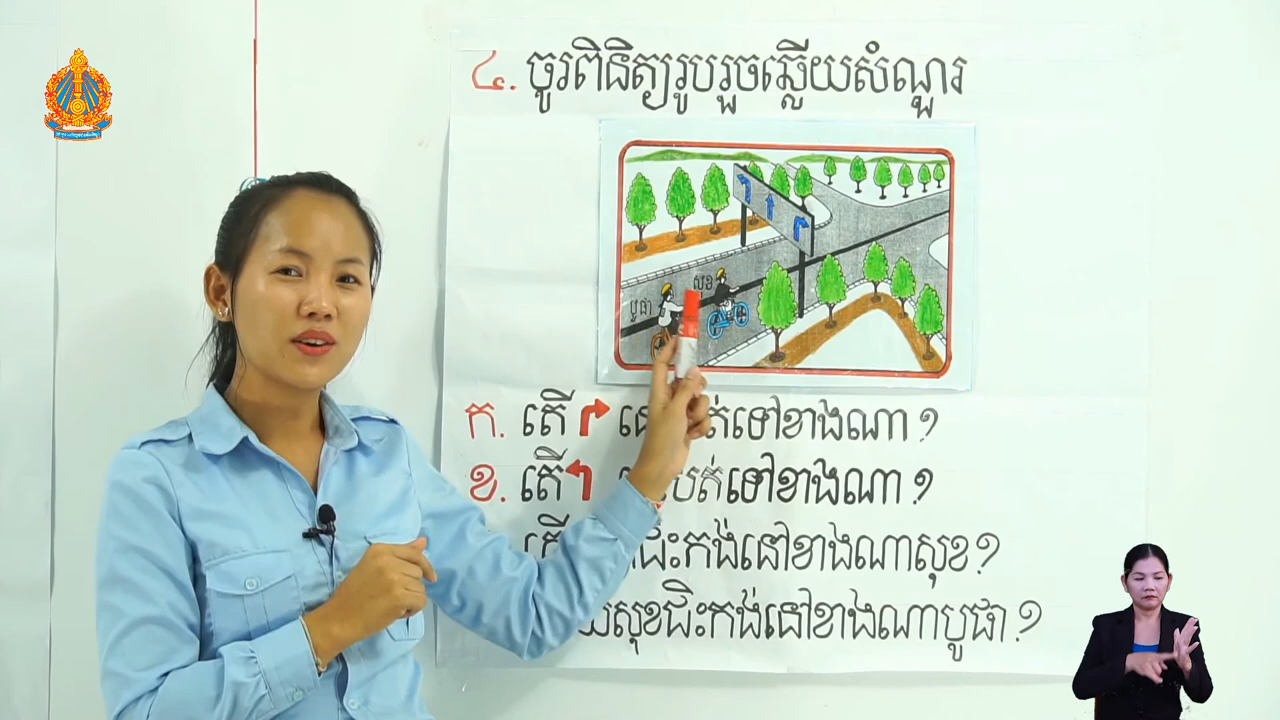 ៤. ចូរពិនិត្យរូបរួចឆ្លើយសំណួរ
សុខ
បូផា
ក. តើ បត់ទៅខាងណា ?
ខ. តើ បត់ទៅខាងណា ?
តើ ជិះកង់នៅខាងណាសុខ ?
សុខជិះកង់នៅខាងណាបូផា ?